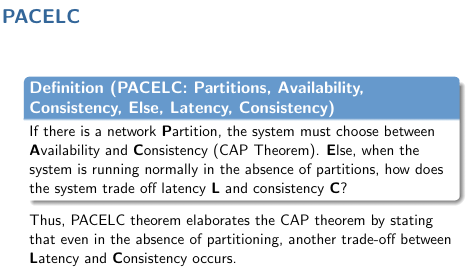 PACELC
Definition (PACELC: Partitions, Availability,
Consistency, Else, Latency, Consistency)
If there is a network Partition, the system must choose between
Availability and Consistency (CAP Theorem). Else, when the
system is running normally in the absence of partitions, how does
the system trade off latency L and consistency C?
Thus, PACELC theorem elaborates the CAP theorem by stating
that even in the absence of partitioning, another trade-off between
Latency and Consistency occurs.